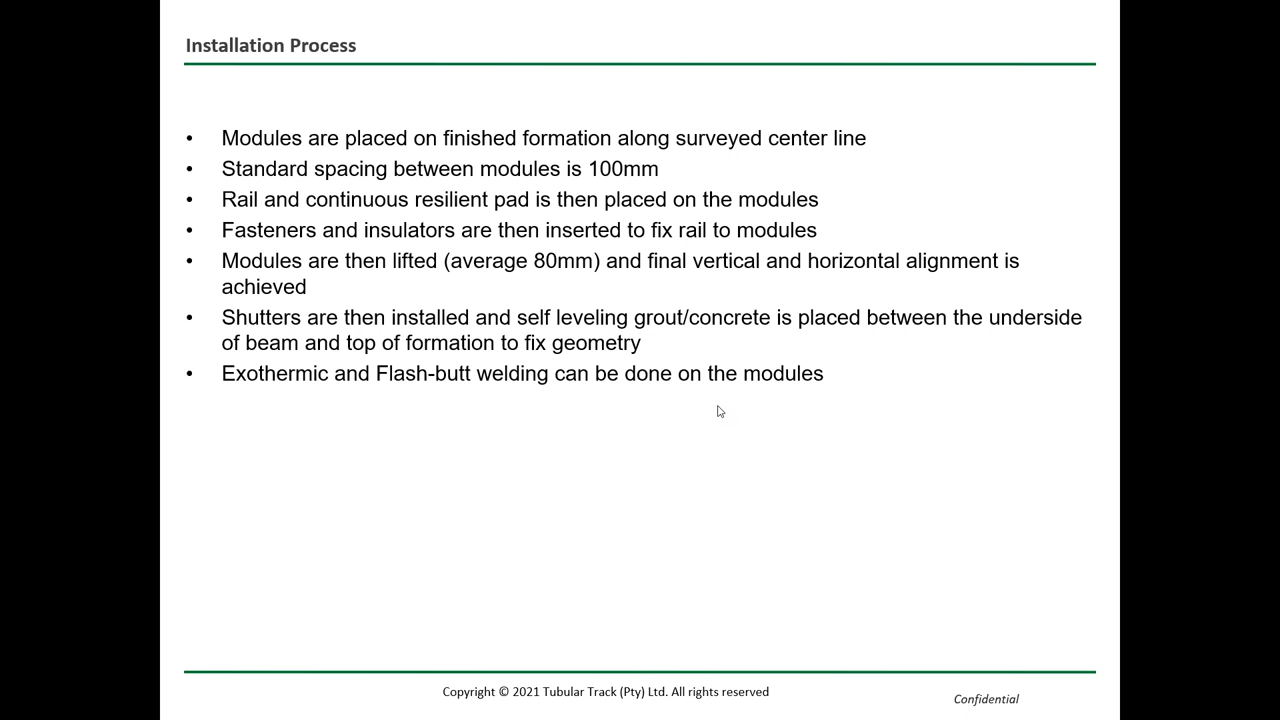 Installation Process
• Modules are placed on finished formation along surveyed center line
• Standard spacing between modules is 100mm
• Rail and continuous resilient pad is then placed on the modules
• Fasteners and insulators are then inserted to fix rail to modules
• Modules are then lifted (average 80mm) and final vertical and horizontal alignment is
achieved
• Shutters are then installed and self leveling grout/concrete is placed between the underside
of beam and top of formation to fix geometry
• Exothermic and Flash-butt welding can be done on the modules
Copyright © 2021 Tubular Track (Pty) Ltd. All rights reserved
Confidential